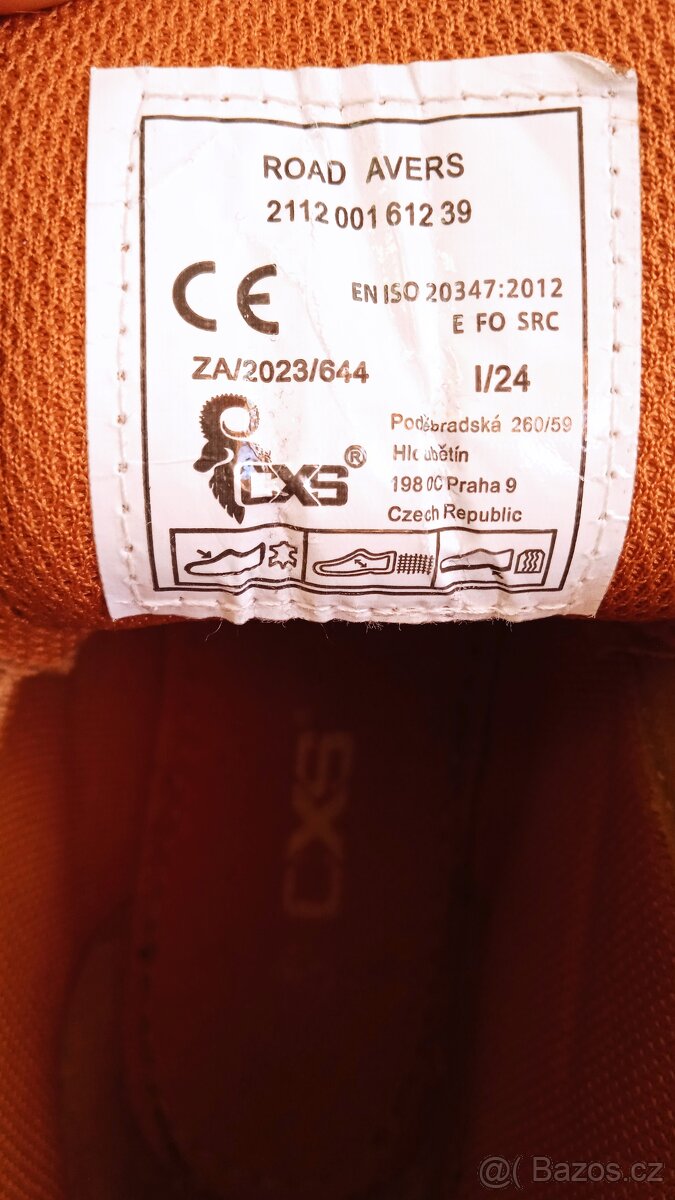 ROAD AVERS
2112 001 612 39
CE
EN ISO 20347:2012
E FO SRC
ZA/2023/644
I/24
CXS®
Poděbradská 260/59
Hloubětín
198 00 Praha 9
Czech Republic
CXS
@( Bazos.cz